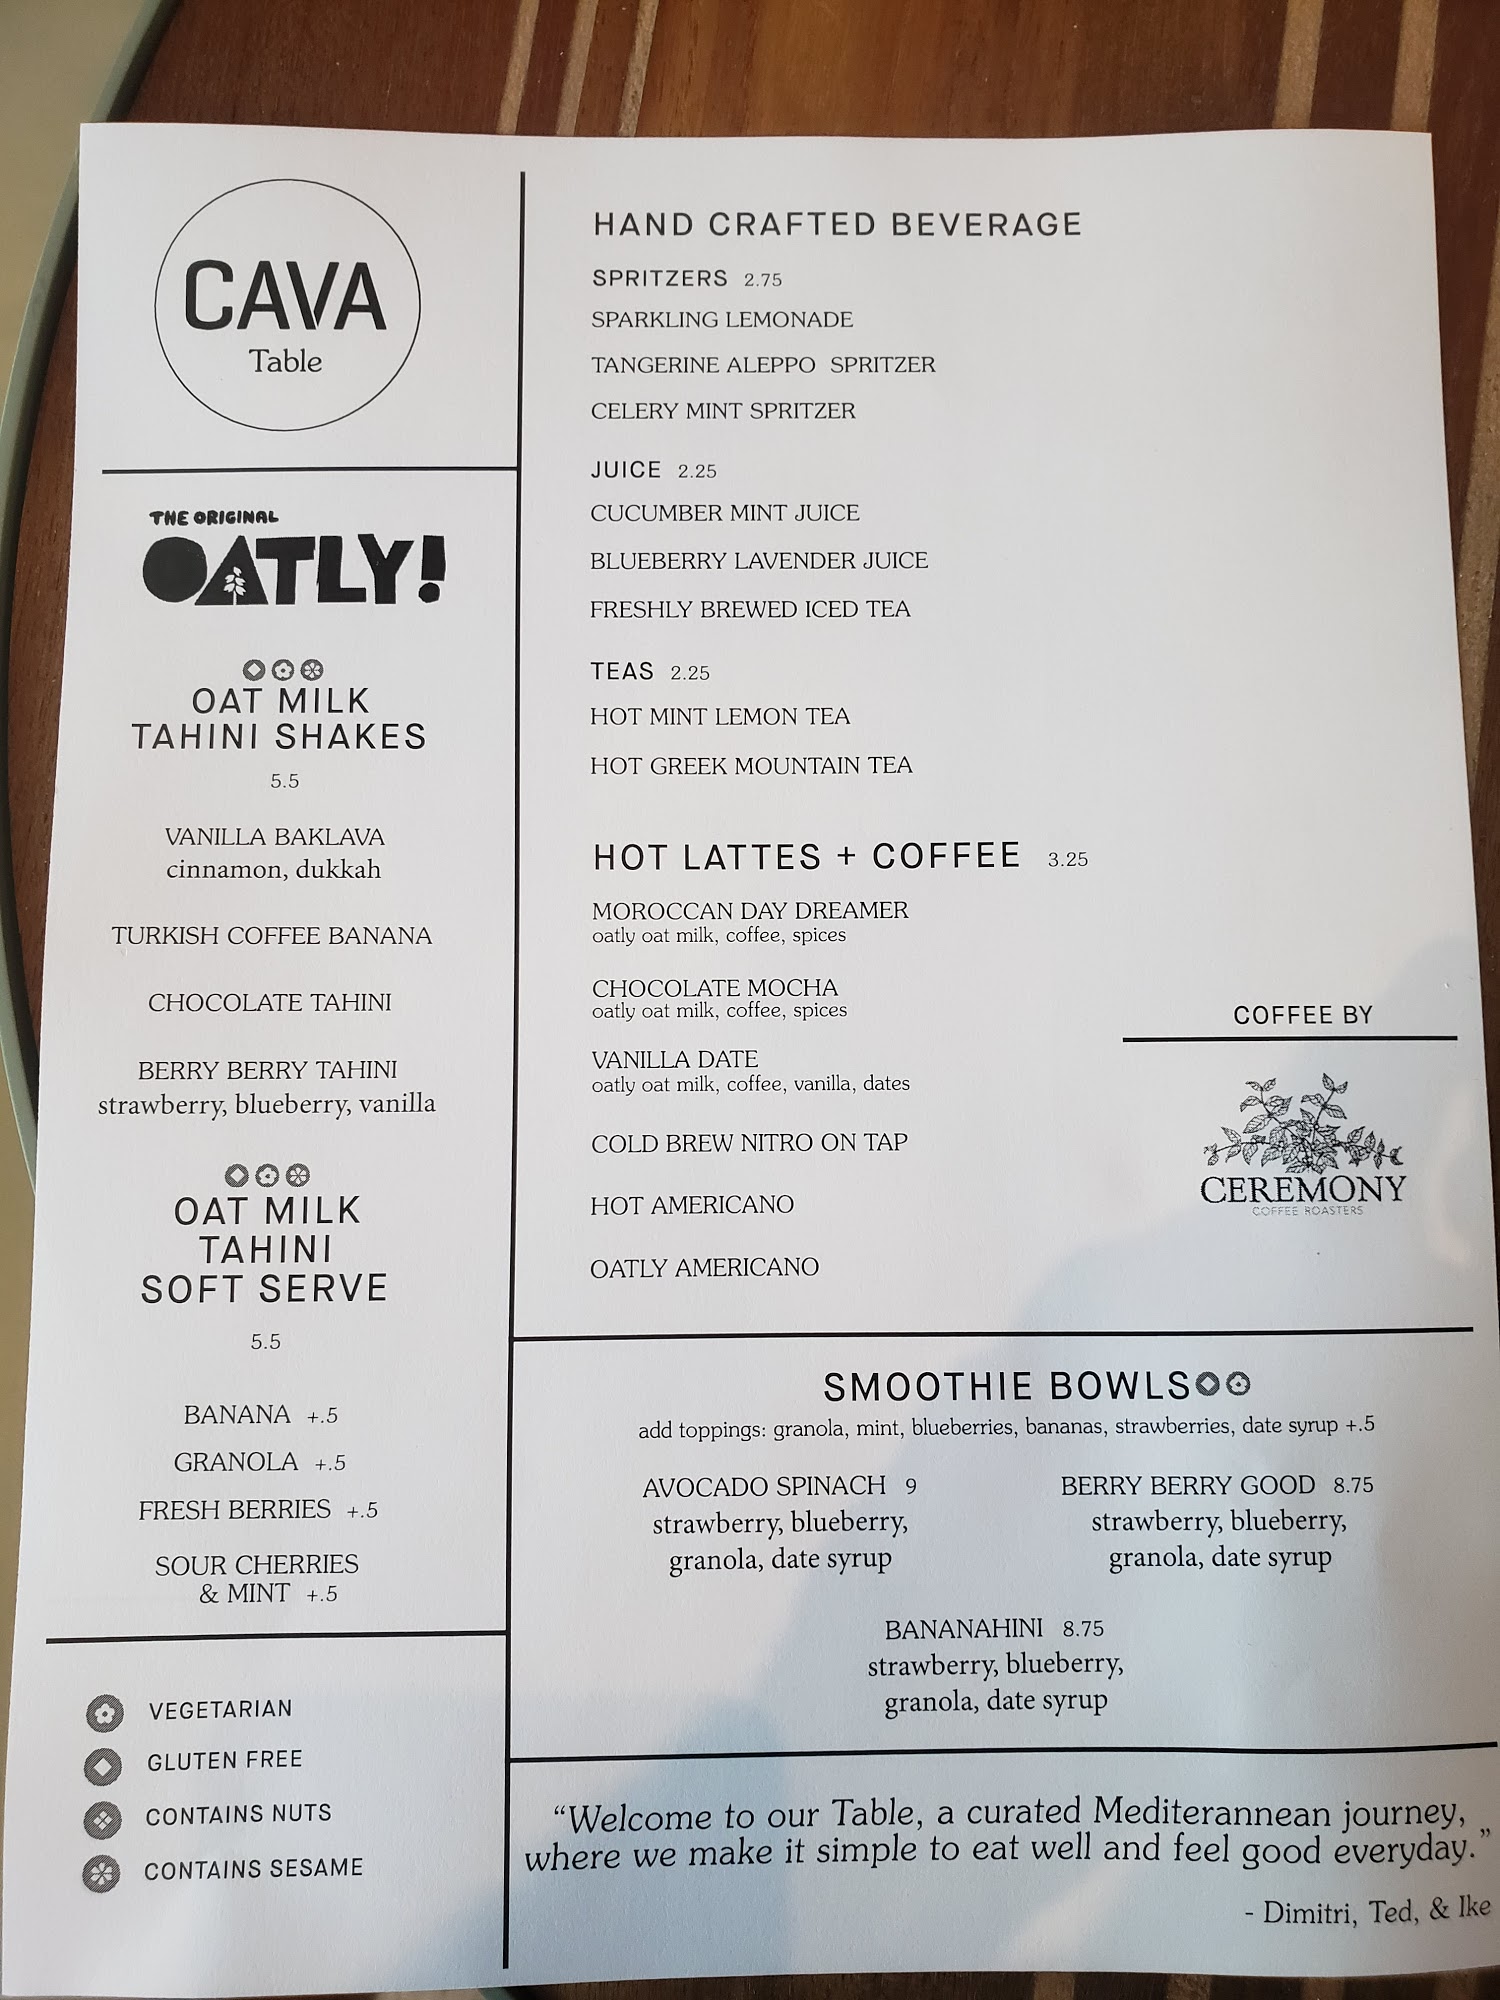 CAVA
Table
THE ORIGINAL
OATLY!
OAT MILK
TAHINI SHAKES
5.5
VANILLA BAKLAVA
cinnamon, dukkah
TURKISH COFFEE BANANA
CHOCOLATE TAHINI
BERRY BERRY TAHINI
strawberry, blueberry, vanilla
OAT MILK
TAHINI
SOFT SERVE
5.5
BANANA +.5
GRANOLA +.5
FRESH BERRIES +.5
SOUR CHERRIES
& MINT +.5
VEGETARIAN
GLUTEN FREE
CONTAINS NUTS
CONTAINS SESAME
HAND CRAFTED BEVERAGE
SPRITZERS 2.75
SPARKLING LEMONADE
TANGERINE ALEPPO SPRITZER
CELERY MINT SPRITZER
JUICE 2.25
CUCUMBER MINT JUICE
BLUEBERRY LAVENDER JUICE
FRESHLY BREWED ICED TEA
TEAS 2.25
HOT MINT LEMON TEA
HOT GREEK MOUNTAIN TEA
HOT LATTES + COFFEE 3.25
MOROCCAN DAY DREAMER
oatly oat milk, coffee, spices
CHOCOLATE MOCHA
oatly oat milk, coffee, spices
VANILLA DATE
oatly oat milk, coffee, vanilla, dates
COLD BREW NITRO ON TAP
HOT AMERICANO
OATLY AMERICANO
COFFEE BY
CEREMONY
COFFEE ROASTERS
SMOOTHIE BOWLS
add toppings: granola, mint, blueberries, bananas, strawberries, date syrup +.5
AVOCADO SPINACH 9
strawberry, blueberry,
granola, date syrup
BERRY BERRY GOOD 8.75
strawberry, blueberry,
granola, date syrup
BANANAHINI 8.75
strawberry, blueberry,
granola, date syrup
“Welcome to our Table, a curated Mediterannean journey,
where we make it simple to eat well and feel good everyday.”
- Dimitri, Ted, & Ike